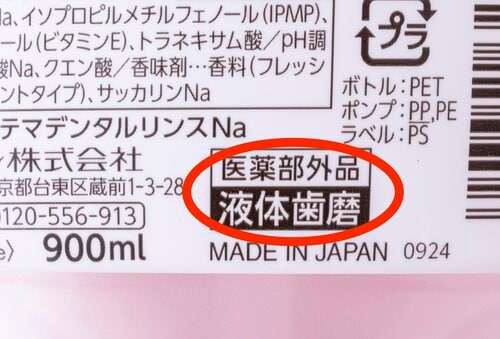 Na、イソプロピルメチルフェノール(IPMP)、
ール(ビタミンE)、トラネキサム酸/pH調
酸Na、クエン酸/香味剤…香料(フレッシ
ントタイプ)、サッカリンNa
テマデンタルリンスNa
ン株式会社
京都台東区蔵前1-3-28
0120-556-913
900ml
プラ
ボトル:PET
ポンプ:PP,PE
ラベル:PS
医薬部外品
液体歯磨
MADE IN JAPAN 0924